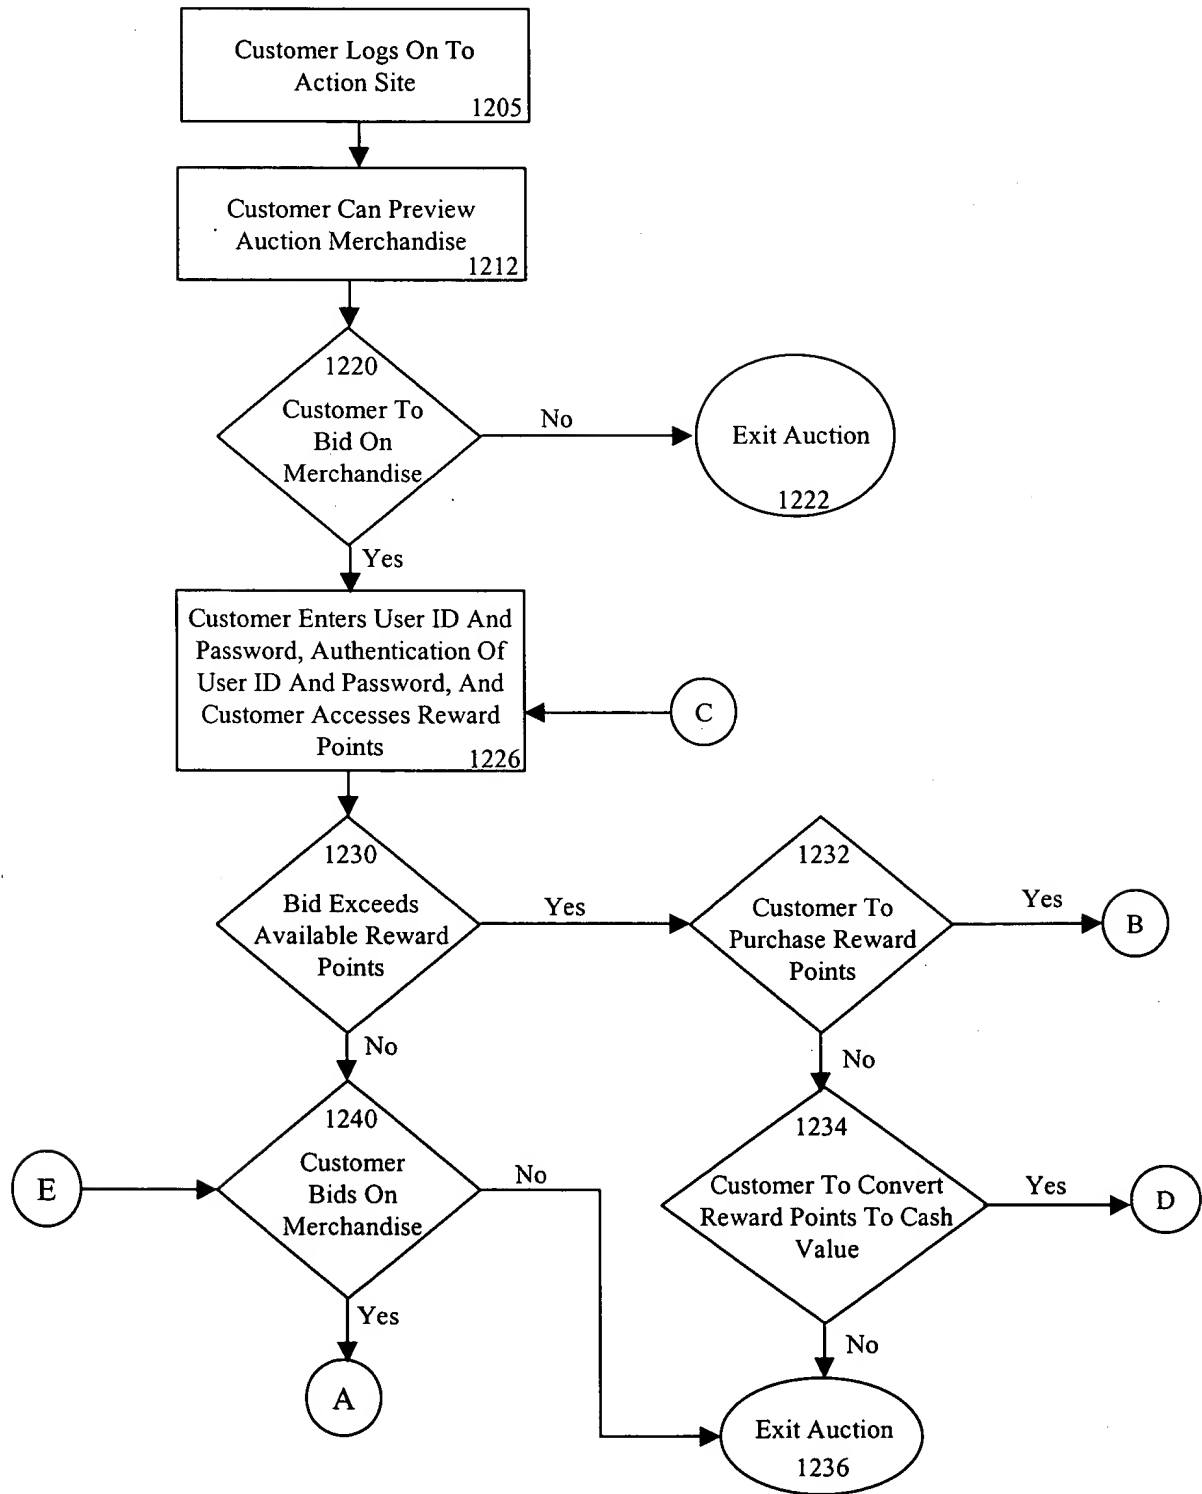 Customer Logs On To
Action Site
1205
Customer Can Preview
Auction Merchandise
1212
1220
Customer To
Bid On
Merchandise
No
Exit Auction
1222
Yes
Customer Enters User ID And
Password, Authentication Of
User ID And Password, And
Customer Accesses Reward
Points
1226
C
1230
Bid Exceeds
Available Reward
Points
Yes
1232
Customer To
Purchase Reward
Points
Yes
B
No
No
1240
Customer
Bids On
Merchandise
E
No
1234
Customer To Convert
Reward Points To Cash
Value
Yes
D
Yes
A
No
Exit Auction
1236